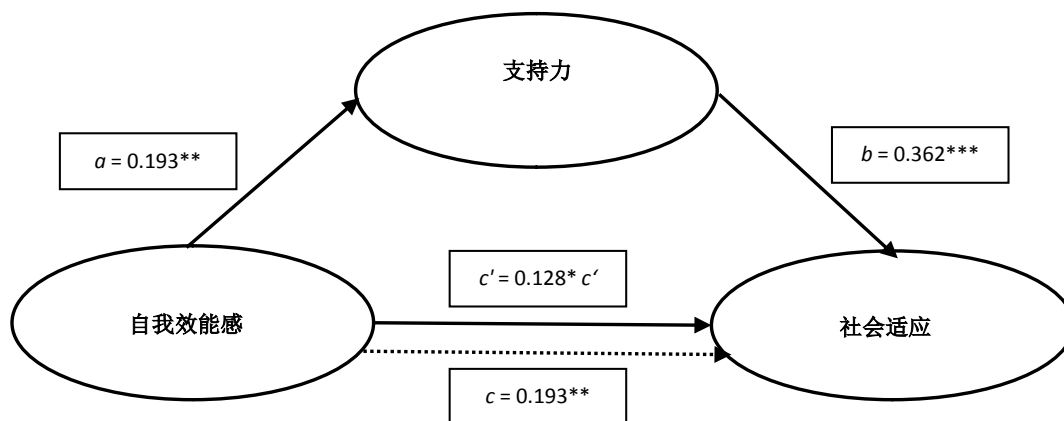 支持力
a = 0.193**
b = 0.362***
c' = 0.128* c‘
自我效能感
社会适应
c = 0.193**